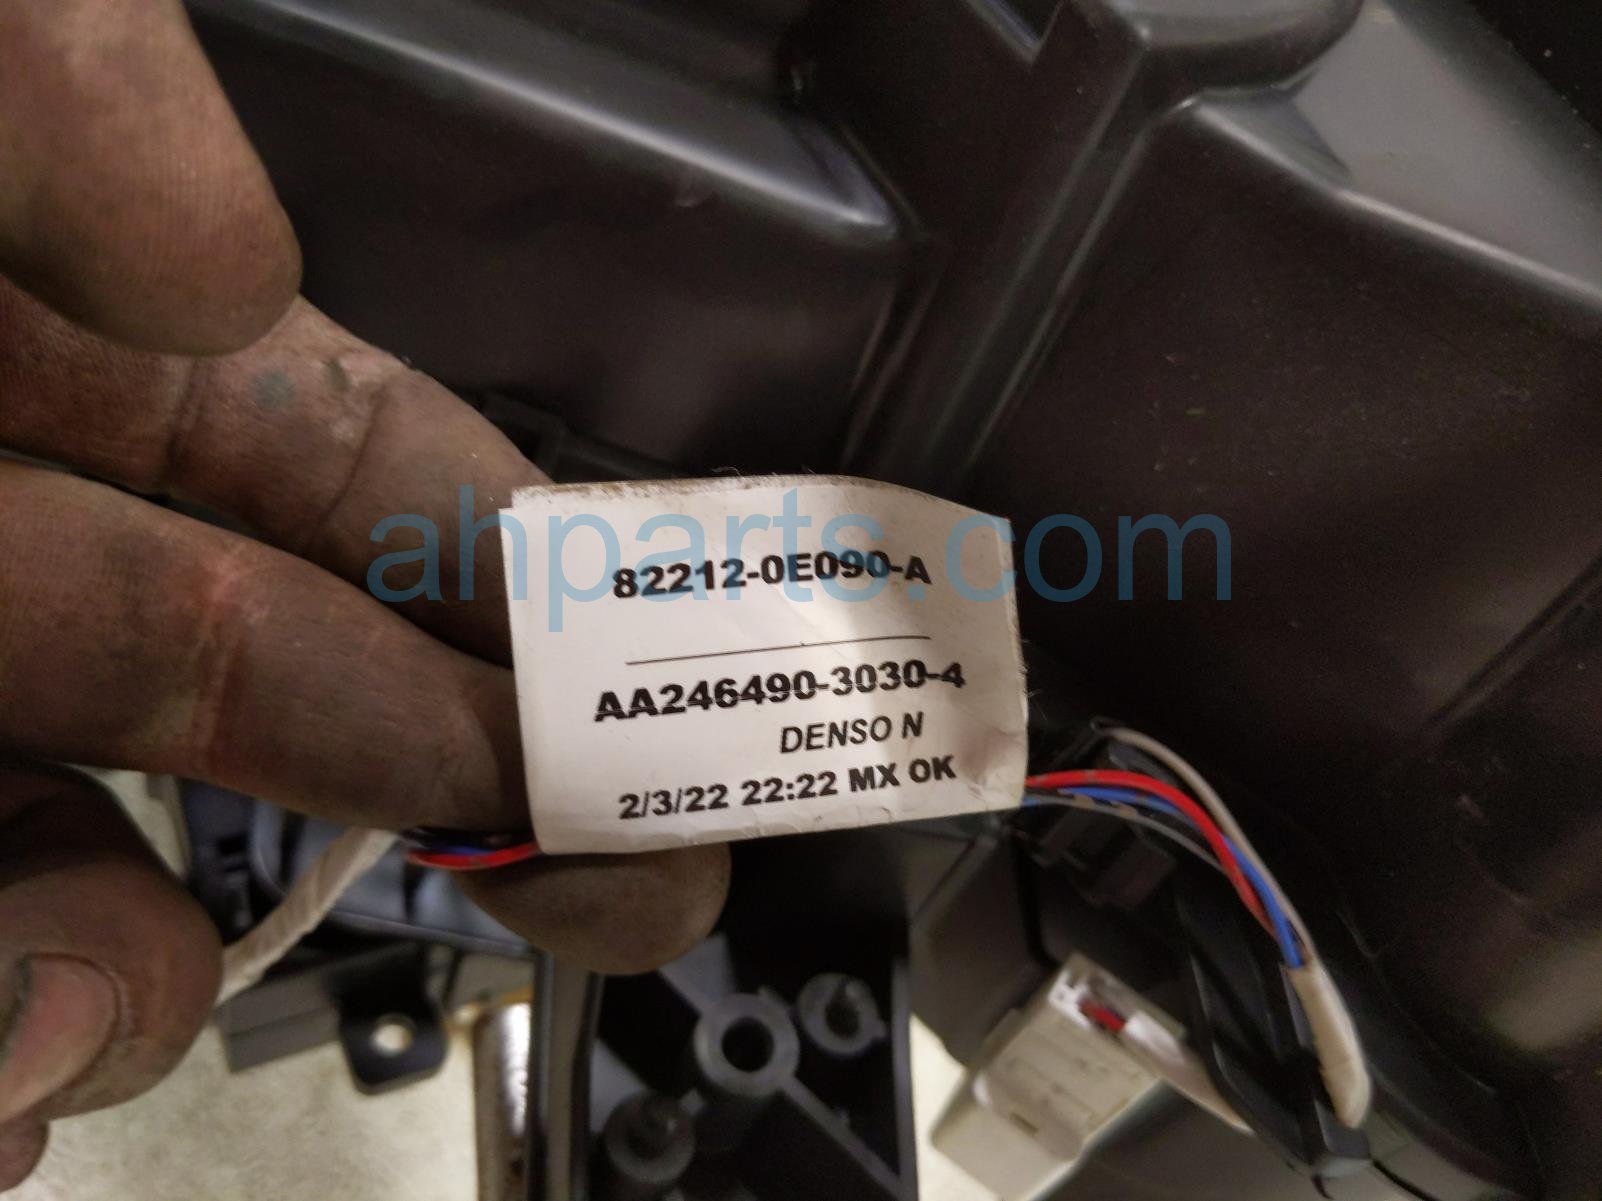 82212-0E090-A
ahparts.com
AA246490-3030-4
DENSO N
2/3/22 22:22 MX OK